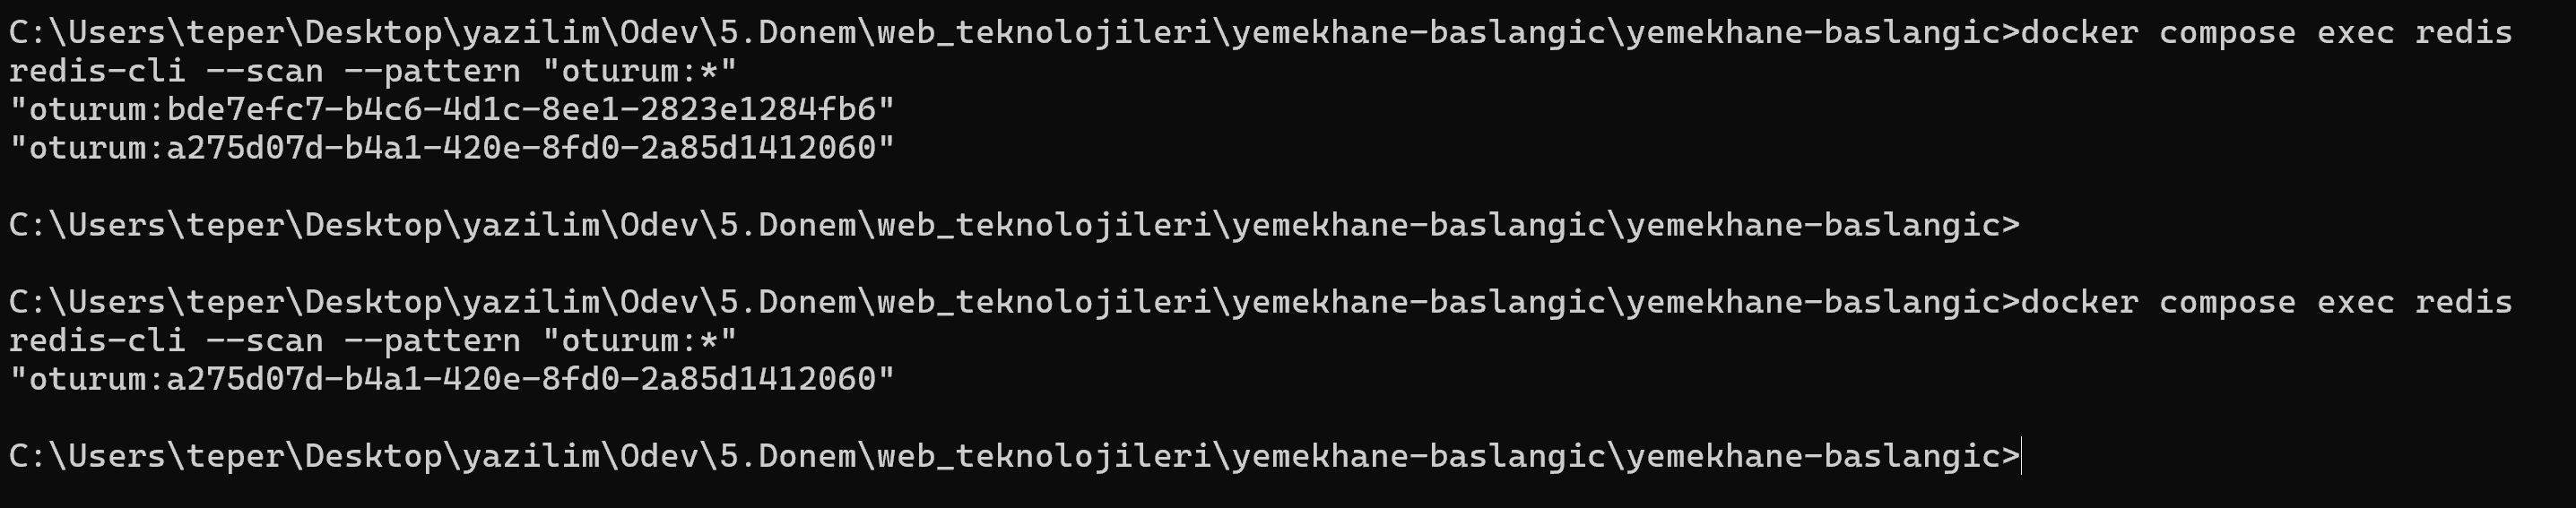 C:\Users\teper\Desktop\yazilim\Odev\5.Donem\web_teknolojileri\yemekhane-baslangic\yemekhane-baslangic>docker compose exec redis
redis-cli --scan --pattern "oturum:*"
"oturum:bde7efc7-b4c6-4d1c-8ee1-2823e1284fb6"
"oturum:a275d07d-b4a1-420e-8fd0-2a85d1412060"
C:\Users\teper\Desktop\yazilim\Odev\5.Donem\web_teknolojileri\yemekhane-baslangic\yemekhane-baslangic>
C:\Users\teper\Desktop\yazilim\Odev\5.Donem\web_teknolojileri\yemekhane-baslangic\yemekhane-baslangic>docker compose exec redis
redis-cli --scan --pattern "oturum:*"
"oturum:a275d07d-b4a1-420e-8fd0-2a85d1412060"
C:\Users\teper\Desktop\yazilim\Odev\5.Donem\web_teknolojileri\yemekhane-baslangic\yemekhane-baslangic>